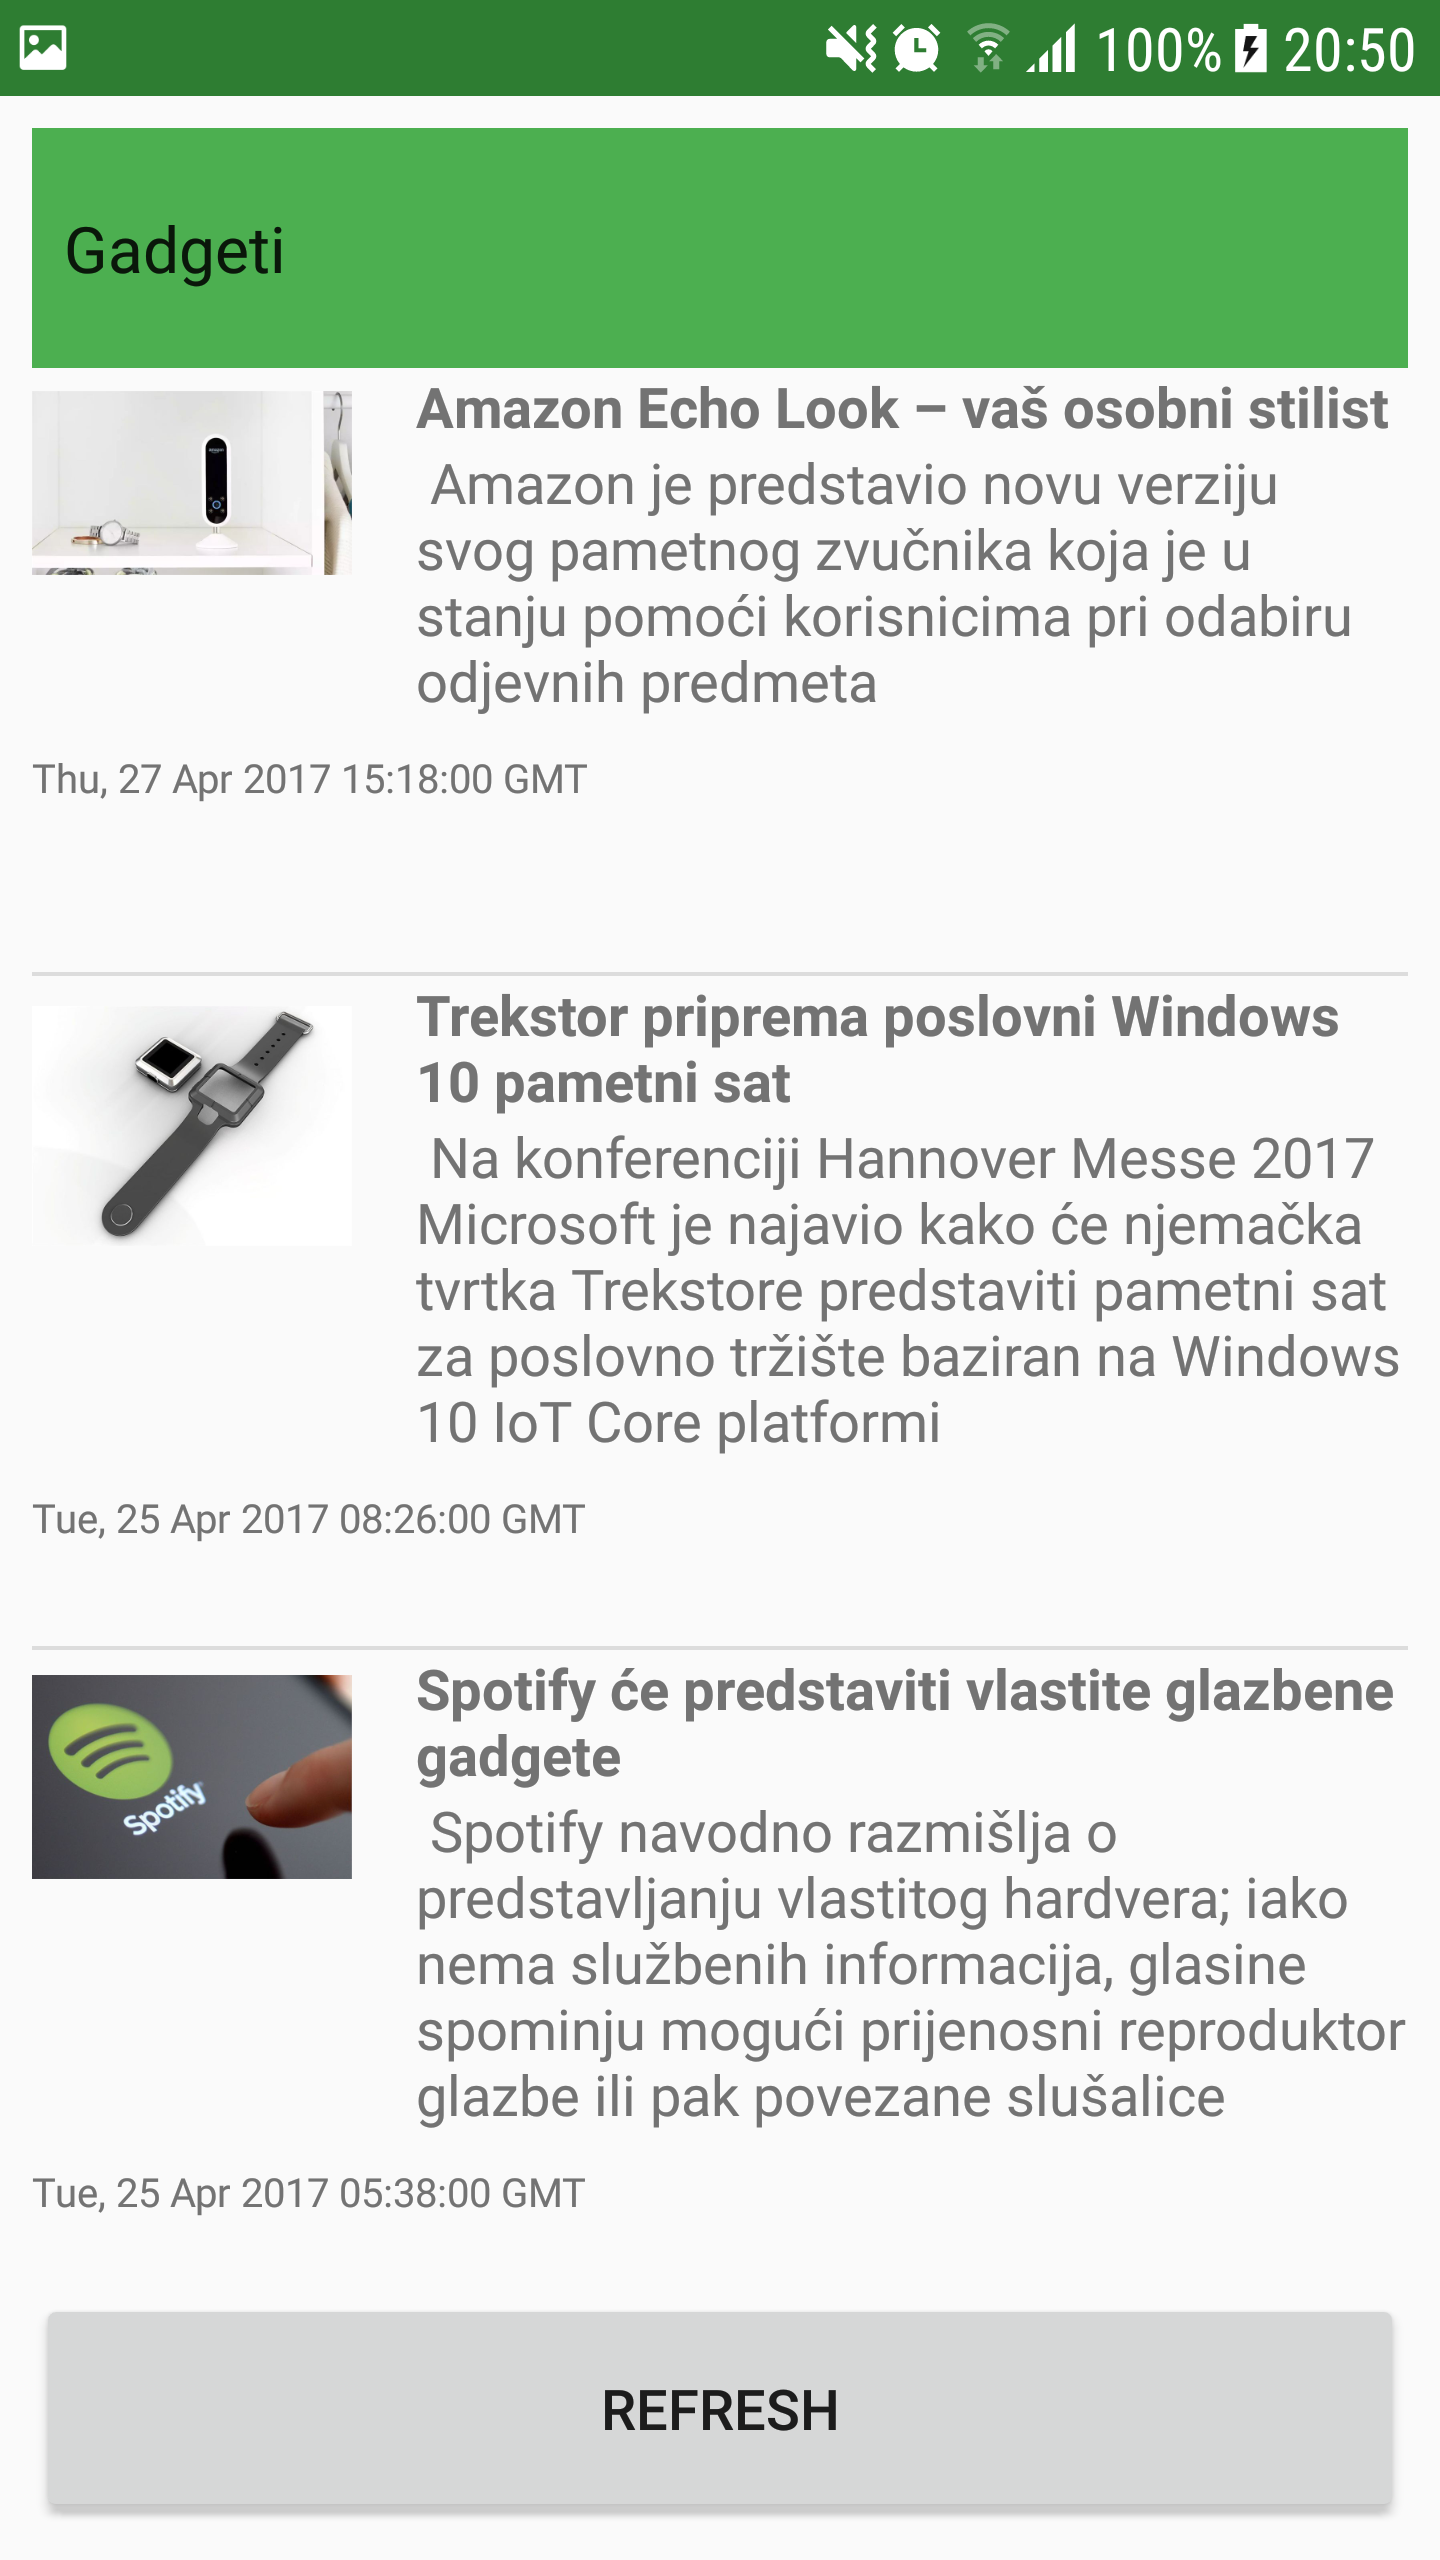 100% 20:50
Gadgeti
Amazon Echo Look – vaš osobni stilist
Amazon je predstavio novu verziju
svog pametnog zvučnika koja je u
stanju pomoći korisnicima pri odabiru
odjevnih predmeta
Thu, 27 Apr 2017 15:18:00 GMT
Trekstor priprema poslovni Windows
10 pametni sat
Na konferenciji Hannover Messe 2017
Microsoft je najavio kako će njemačka
tvrtka Trekstore predstaviti pametni sat
za poslovno tržište baziran na Windows
10 IoT Core platformi
Tue, 25 Apr 2017 08:26:00 GMT
Spotify
Spotify će predstaviti vlastite glazbene
gadgete
Spotify navodno razmišlja o
predstavljanju vlastitog hardvera; iako
nema službenih informacija, glasine
spominju mogući prijenosni reproduktor
glazbe ili pak povezane slušalice
Tue, 25 Apr 2017 05:38:00 GMT
REFRESH